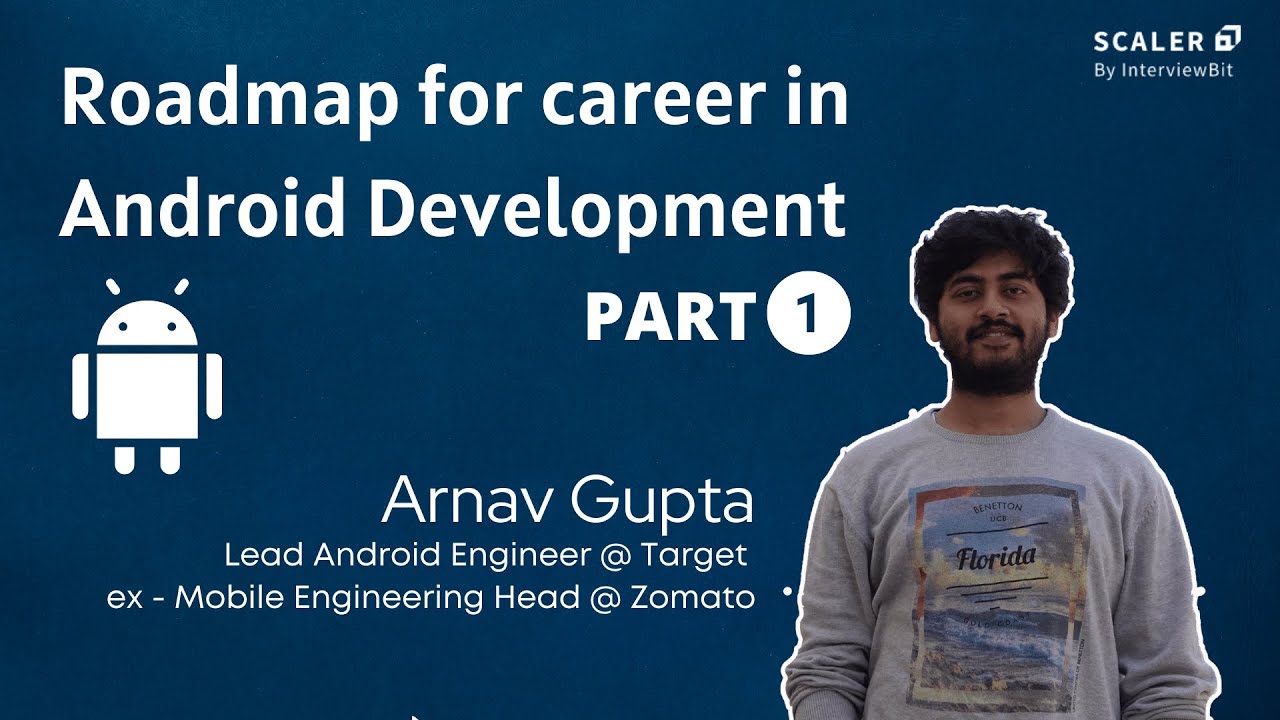 SCALER
By InterviewBit
Roadmap for career in
Android Development
PART 1
Arnav Gupta
Lead Android Engineer @ Target
ex - Mobile Engineering Head @ Zomato
BENETTON
UCB
Florida